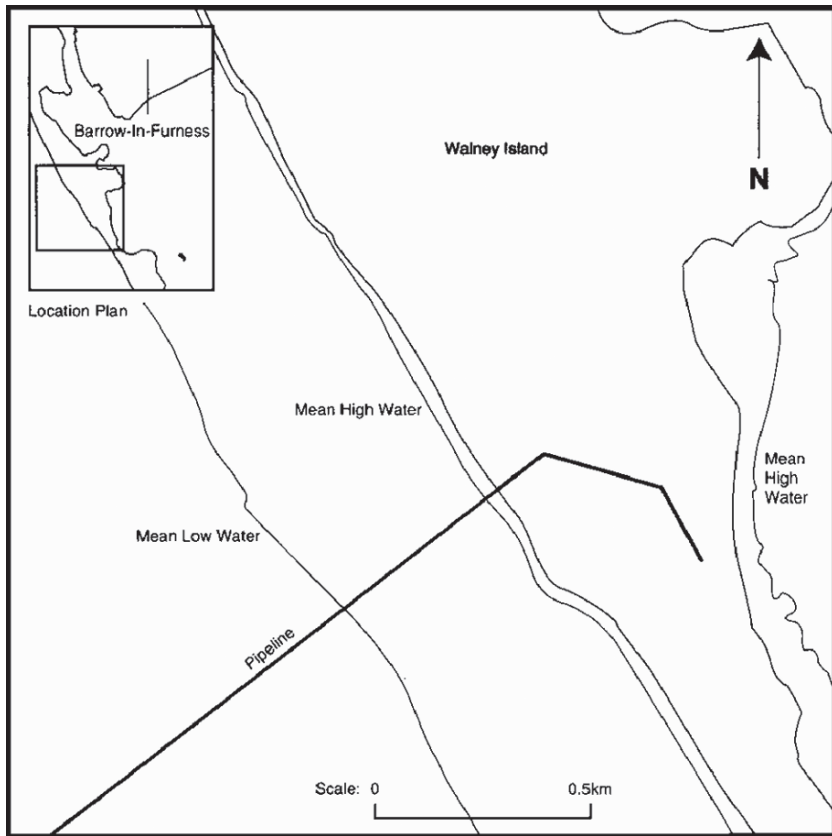 Barrow-In-Furness
Walney Island
N
Location Plan
Mean High Water
Mean
High
Water
Mean Low Water
Pipeline
Scale: 0 0.5km